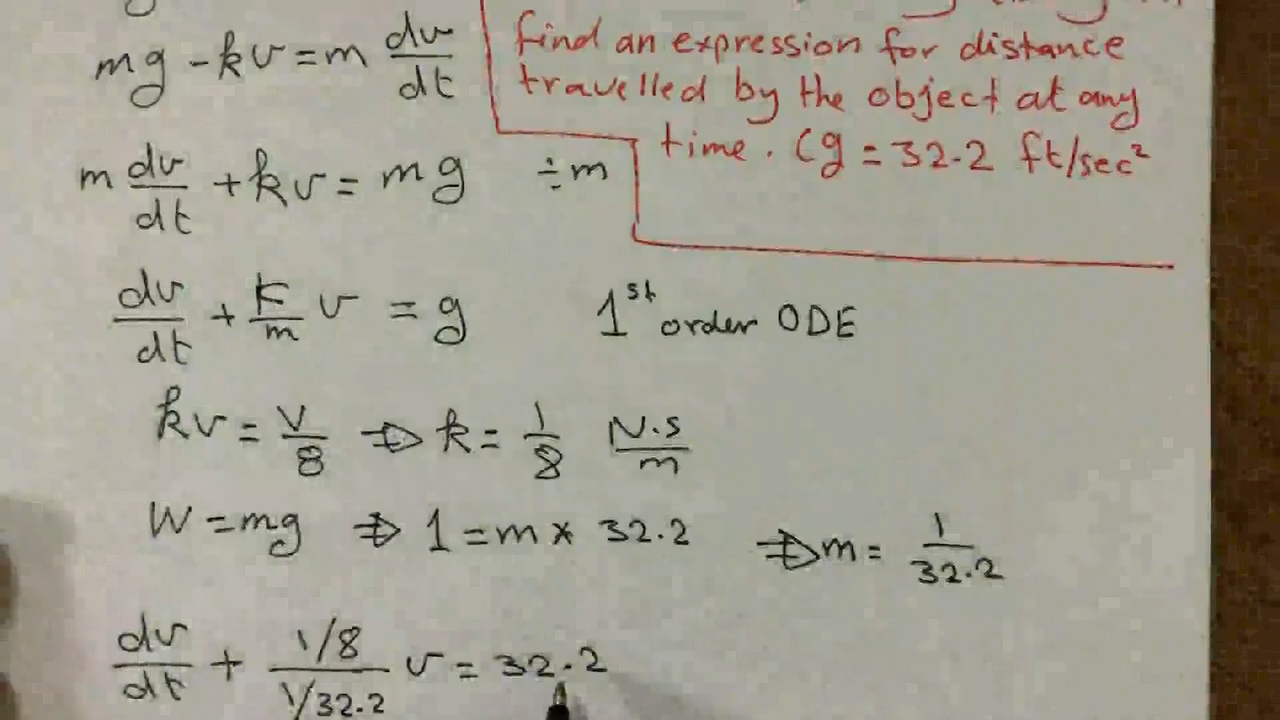 mg - kv = m dv/dt
find an expression for distance
travelled by the object at any
time. (g = 32.2 ft/sec²
m dv/dt + kv = mg ÷m
dv/dt + k/m v = g 1st order ODE
kv = v/8 ⇒ k = 1/8 N.s/m
W = mg ⇒ 1 = m × 32.2 ⇒ m = 1/32.2
dv/dt + (1/8)/(1/32.2) v = 32.2